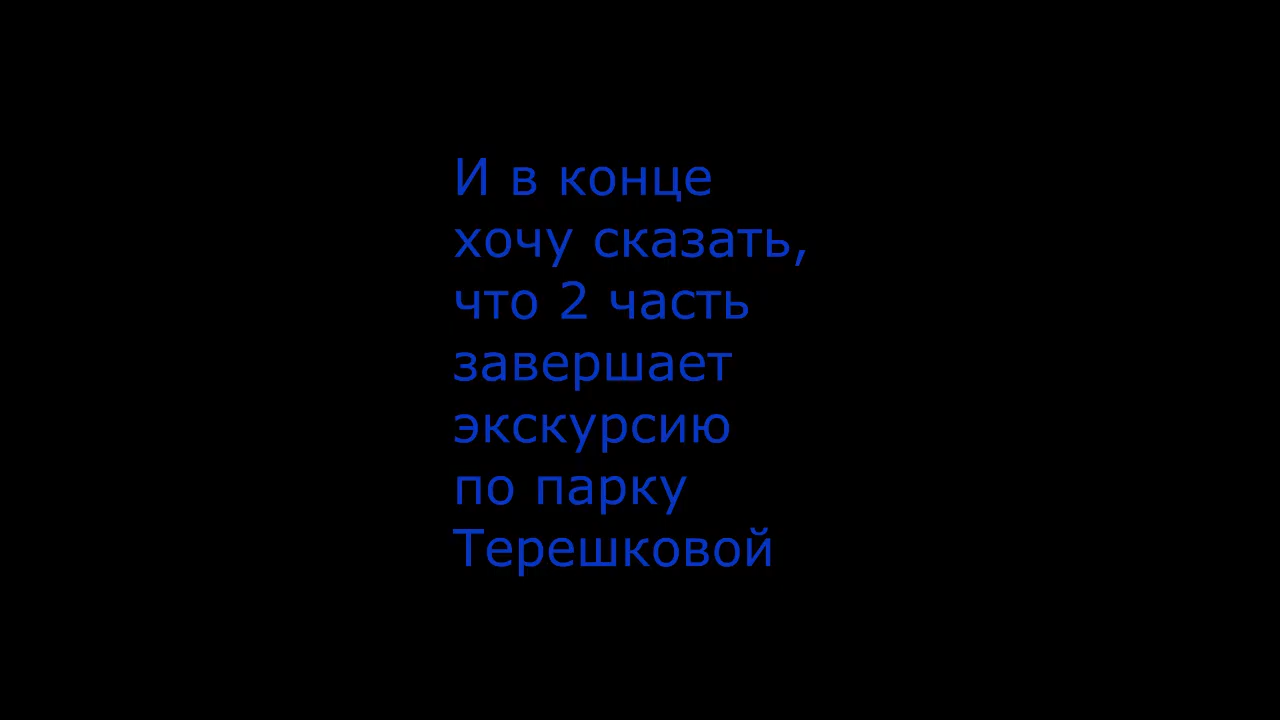 И в конце
хочу сказать,
что 2 часть
завершает
экскурсию
по парку
Терешковой